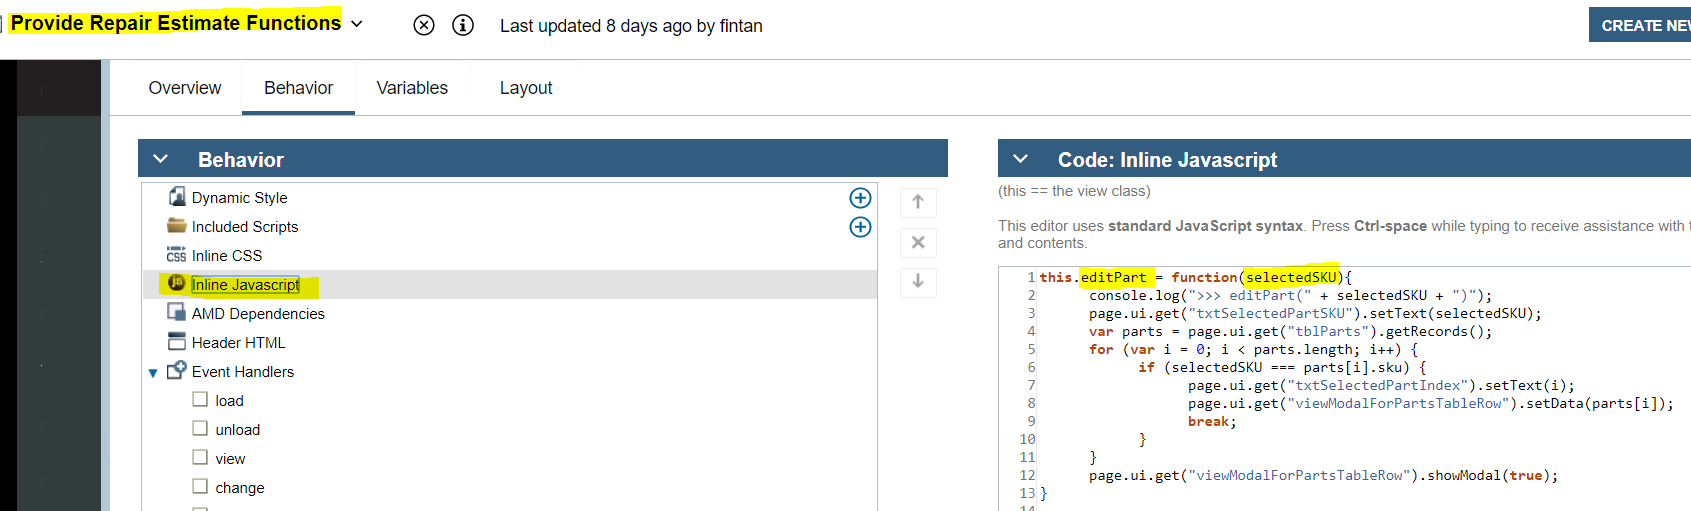 Provide Repair Estimate Functions
Last updated 8 days ago by fintan
CREATE NEW
Overview
Behavior
Variables
Layout
Behavior
Dynamic Style
Included Scripts
CSS Inline CSS
JS Inline Javascript
AMD Dependencies
Header HTML
Event Handlers
load
unload
view
change
Code: Inline Javascript
(this == the view class)
This editor uses standard JavaScript syntax. Press Ctrl-space while typing to receive assistance with
and contents.
1 this.editPart = function(selectedSKU){
2 console.log(">>> editPart(" + selectedSKU + ")");
3 page.ui.get("txtSelectedPartSKU").setText(selectedSKU);
4 var parts = page.ui.get("tblParts").getRecords();
5 for (var i = 0; i < parts.length; i++) {
6 if (selectedSKU === parts[i].sku) {
7 page.ui.get("txtSelectedPartIndex").setText(i);
8 page.ui.get("viewModalForPartsTableRow").setData(parts[i]);
9 break;
10 }
11 }
12 page.ui.get("viewModalForPartsTableRow").showModal(true);
13 }
14